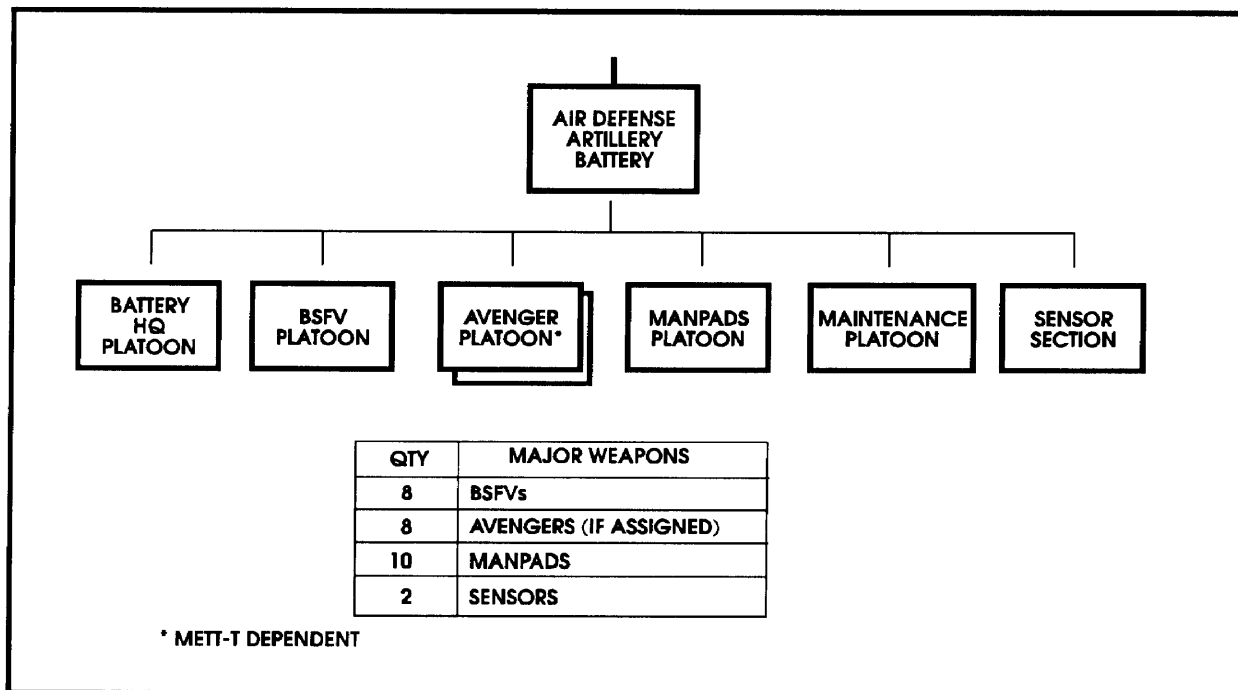 AIR DEFENSE
ARTILLERY
BATTERY
BATTERY
HQ
PLATOON
BSFV
PLATOON
AVENGER
PLATOON*
MANPADS
PLATOON
MAINTENANCE
PLATOON
SENSOR
SECTION
QTY MAJOR WEAPONS
8 BSFVs
8 AVENGERS (IF ASSIGNED)
10 MANPADS
2 SENSORS
* METT-T DEPENDENT